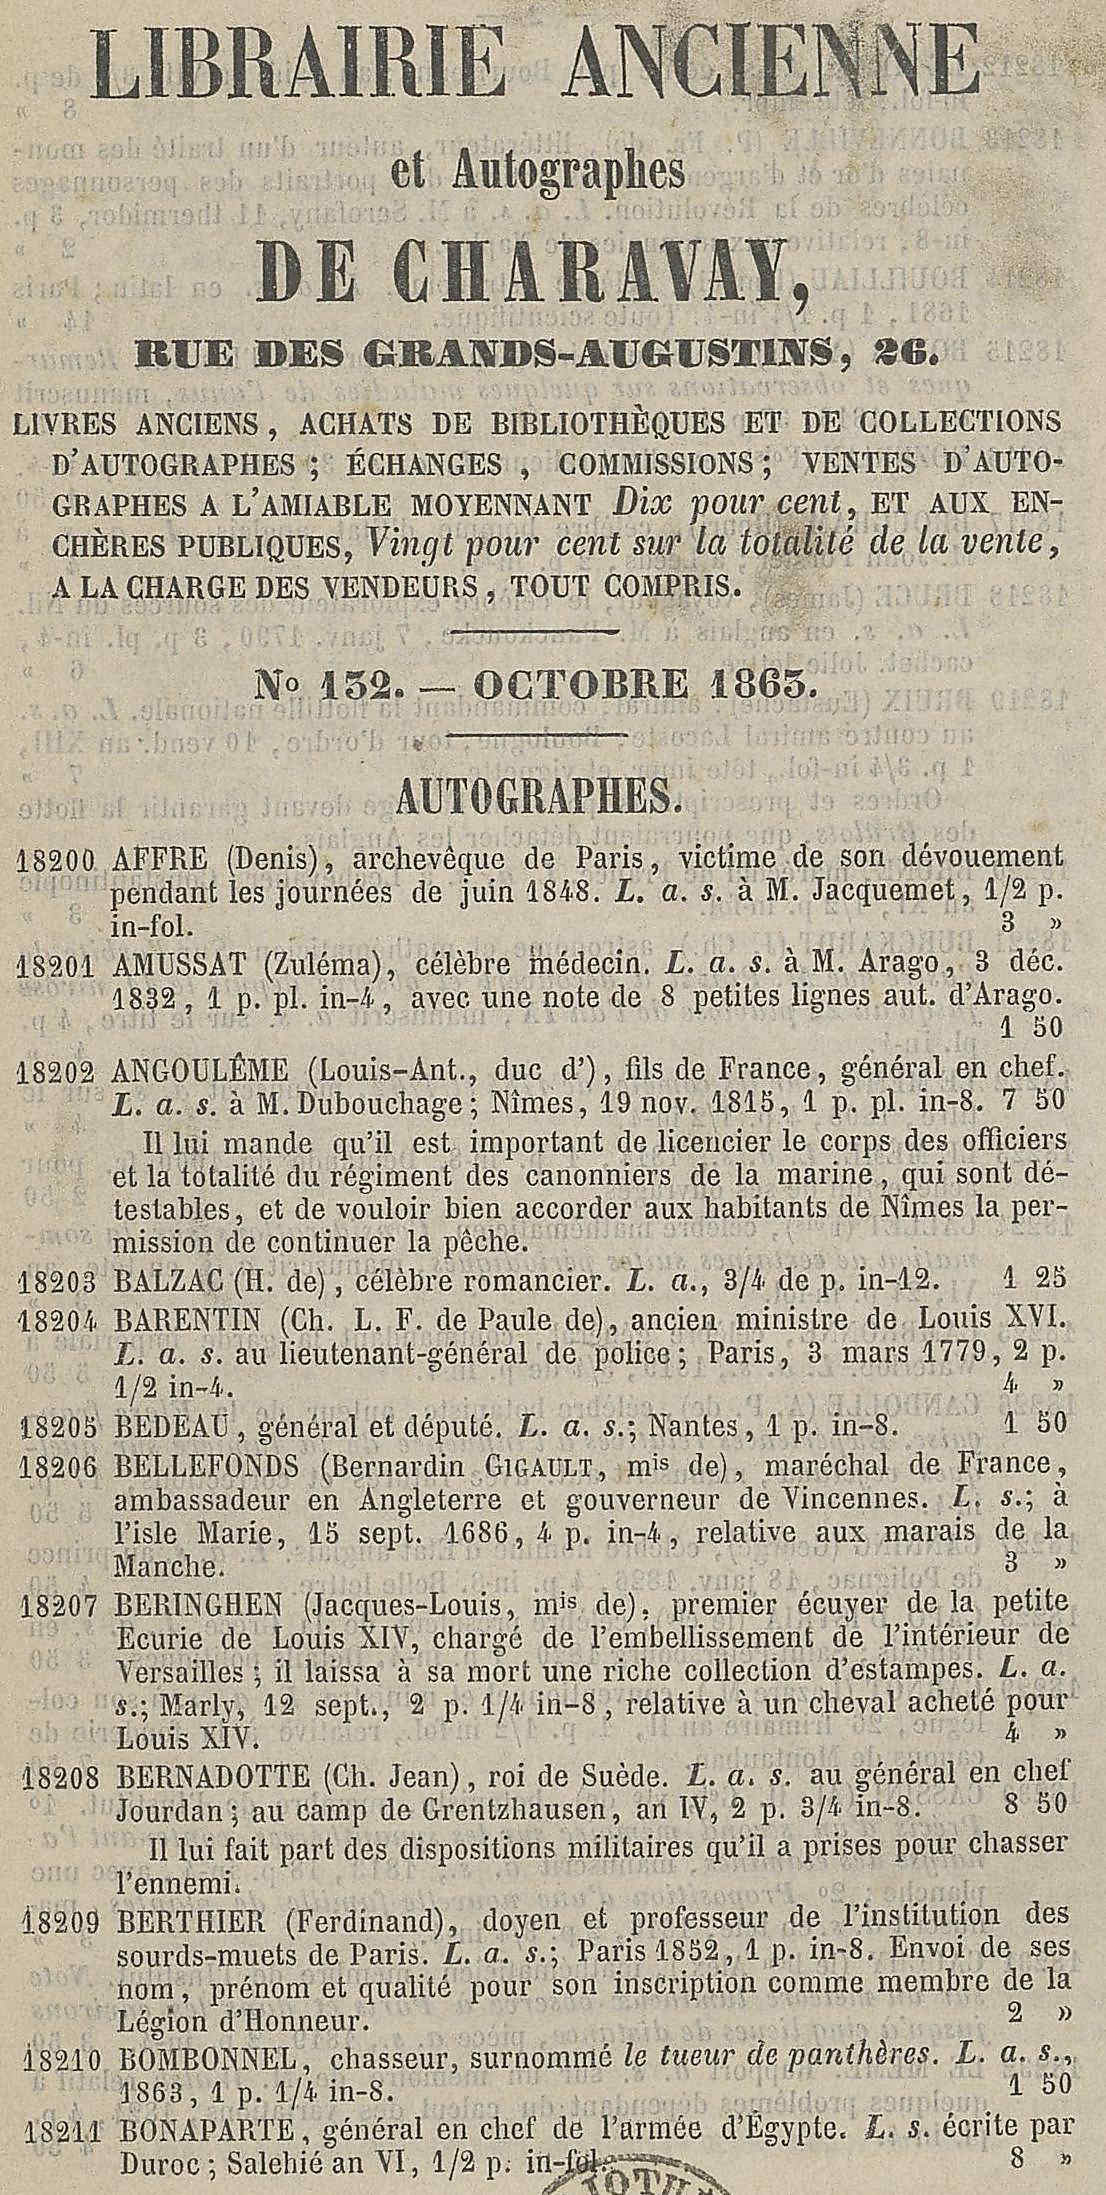 LIBRAIRIE ANCIENNE
et Autographes
DE CHARAVAY,
RUE DES GRANDS-AUGUSTINS, 26.
LIVRES ANCIENS, ACHATS DE BIBLIOTHÈQUES ET DE COLLECTIONS
D'AUTOGRAPHES ; ÉCHANGES , COMMISSIONS ; VENTES D'AUTO-
GRAPHES A L'AMIABLE MOYENNANT Dix pour cent, ET AUX EN-
CHÈRES PUBLIQUES, Vingt pour cent sur la totalité de la vente,
A LA CHARGE DES VENDEURS, TOUT COMPRIS.
No 132. — OCTOBRE 1863.
AUTOGRAPHES.
18200 AFFRE (Denis), archevêque de Paris, victime de son dévouement
pendant les journées de juin 1848. L. a. s. à M. Jacquemet, 1/2 p.
in-fol. 3 »
18201 AMUSSAT (Zuléma), célèbre médecin. L. a. s. à M. Arago, 3 déc.
1832, 1 p. pl. in-4, avec une note de 8 petites lignes aut. d'Arago.
1 50
18202 ANGOULÊME (Louis-Ant., duc d'), fils de France, général en chef.
L. a. s. à M. Dubouchage; Nîmes, 19 nov. 1815, 1 p. pl. in-8. 7 50
Il lui mande qu'il est important de licencier le corps des officiers
et la totalité du régiment des canonniers de la marine, qui sont dé-
testables, et de vouloir bien accorder aux habitants de Nîmes la per-
mission de continuer la pêche.
18203 BALZAC (H. de), célèbre romancier. L. a., 3/4 de p. in-12. 1 25
18204 BARENTIN (Ch. L. F. de Paule de), ancien ministre de Louis XVI.
L. a. s. au lieutenant-général de police; Paris, 3 mars 1779, 2 p.
1/2 in-4. 4 »
18205 BEDEAU, général et député. L. a. s.; Nantes, 1 p. in-8. 1 50
18206 BELLEFONDS (Bernardin GIGAULT, mis de), maréchal de France,
ambassadeur en Angleterre et gouverneur de Vincennes. L. s.; à
l'isle Marie, 15 sept. 1686, 4 p. in-4, relative aux marais de la
Manche. 3 »
18207 BERINGHEN (Jacques-Louis, mis de), premier écuyer de la petite
Ecurie de Louis XIV, chargé de l'embellissement de l'intérieur de
Versailles ; il laissa à sa mort une riche collection d'estampes. L. a.
s.; Marly, 12 sept., 2 p. 1/4 in-8, relative à un cheval acheté pour
Louis XIV. 4 »
18208 BERNADOTTE (Ch. Jean), roi de Suède. L. a. s. au général en chef
Jourdan ; au camp de Grentzhausen, an IV, 2 p. 3/4 in-8. 8 50
Il lui fait part des dispositions militaires qu'il a prises pour chasser
l'ennemi.
18209 BERTHIER (Ferdinand), doyen et professeur de l'institution des
sourds-muets de Paris. L. a. s.; Paris 1852, 1 p. in-8. Envoi de ses
nom, prénom et qualité pour son inscription comme membre de la
Légion d'Honneur. 2 »
18210 BOMBONNEL, chasseur, surnommé le tueur de panthères. L. a. s.,
1863, 1 p. 1/4 in-8. 1 50
18211 BONAPARTE, général en chef de l'armée d'Égypte. L. s. écrite par
Duroc ; Salehié an VI, 1/2 p. in-fol. 8 »